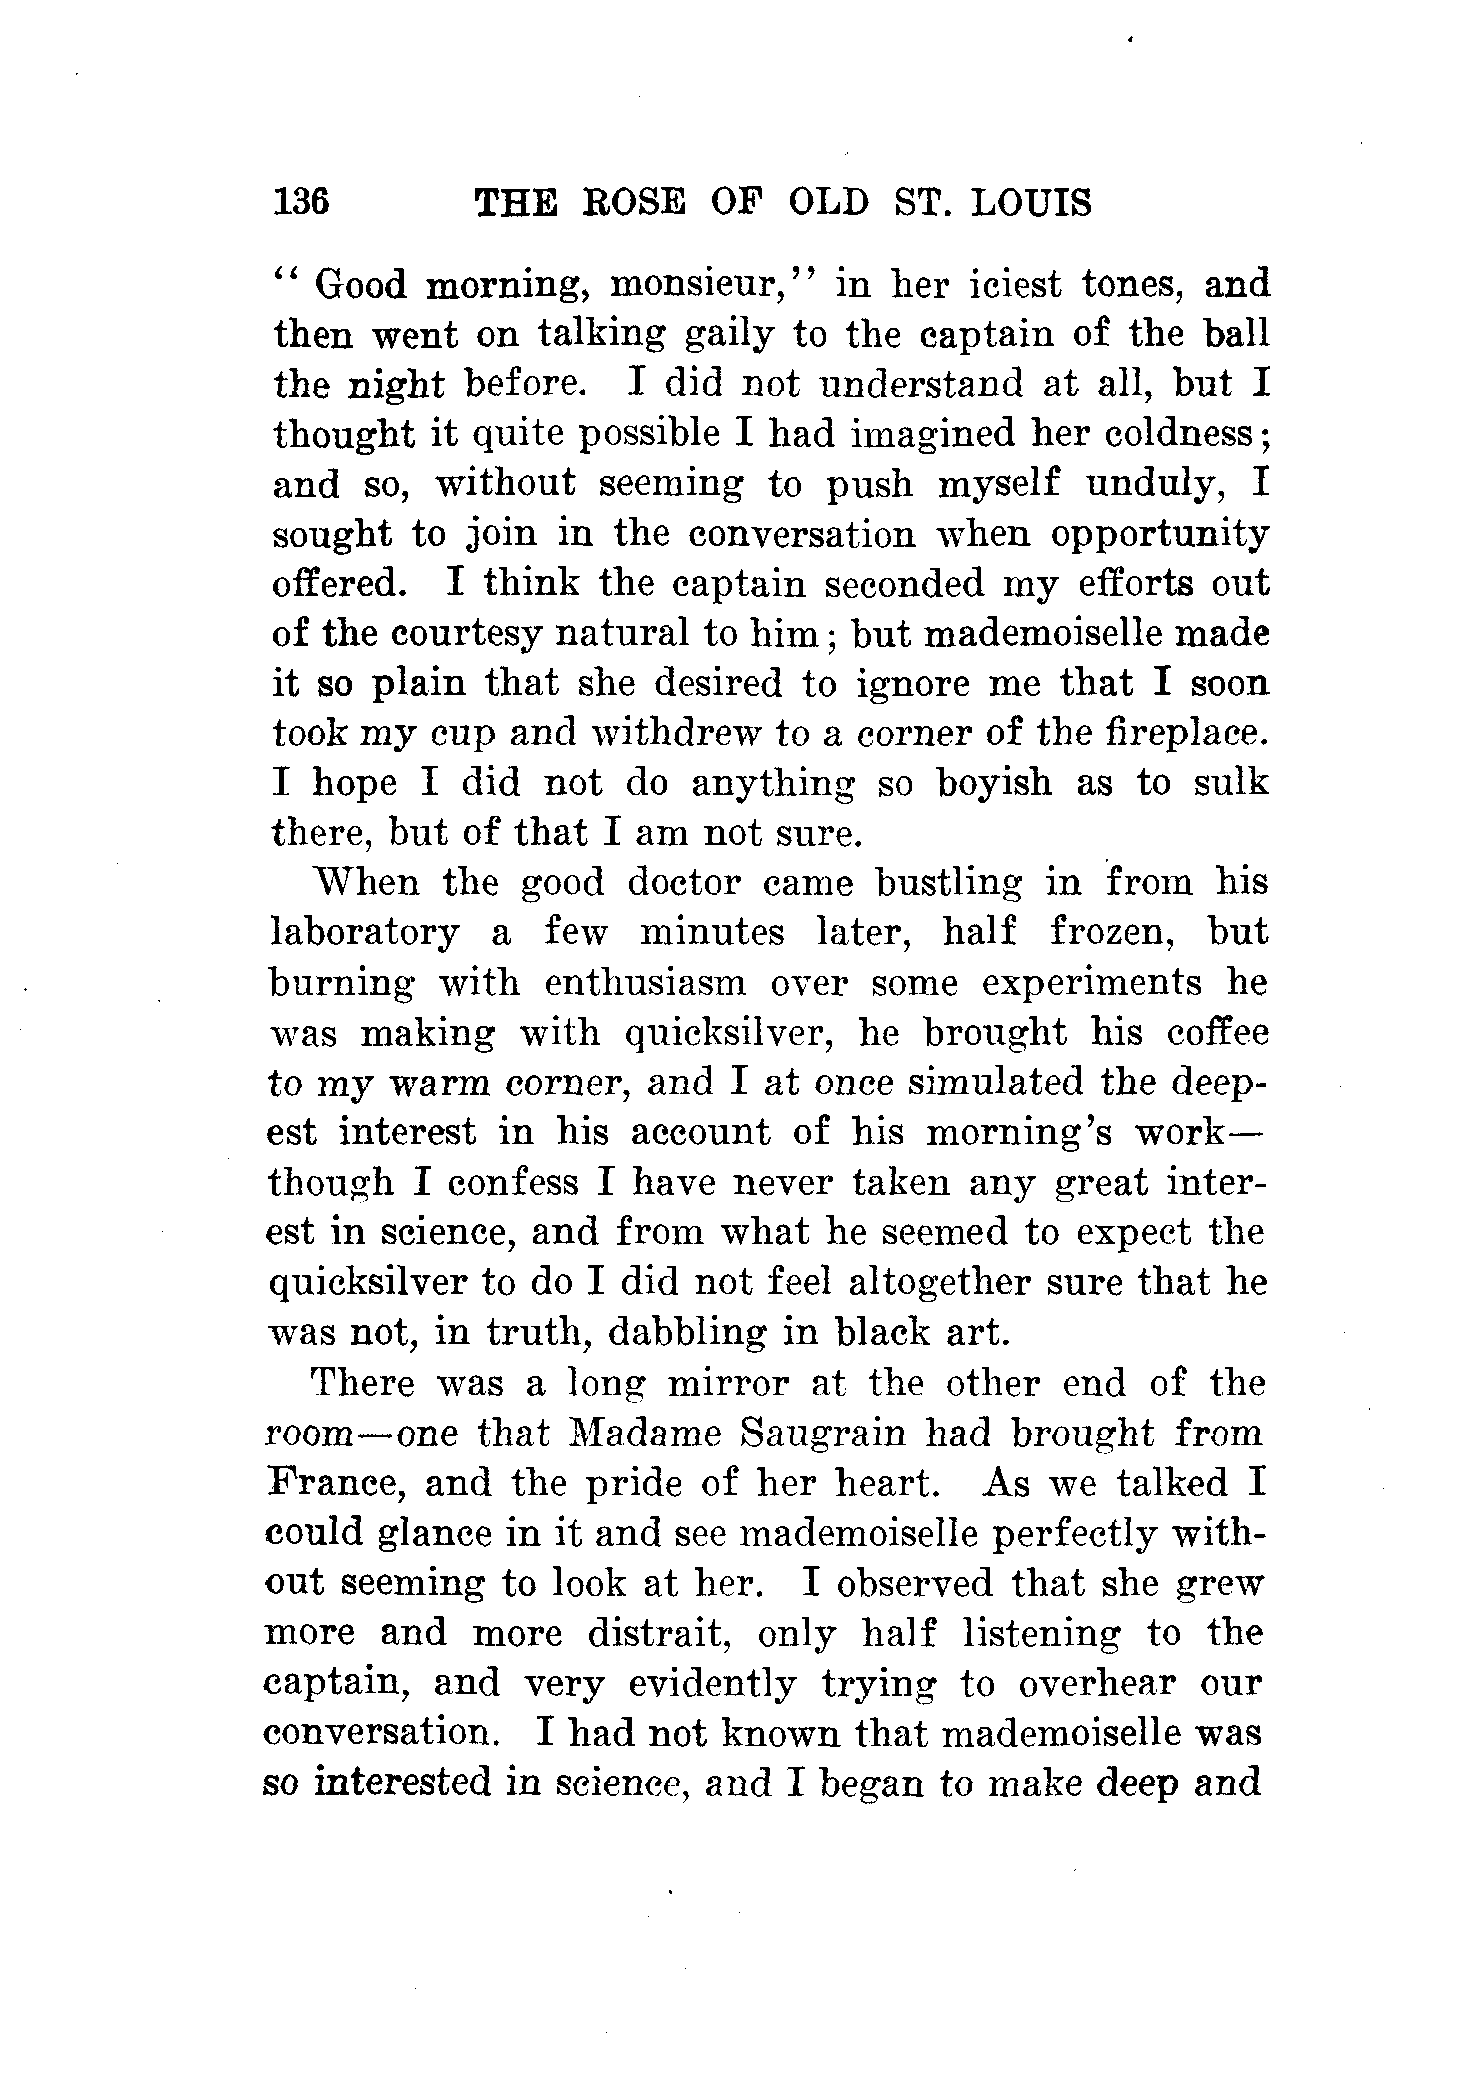 136 THE ROSE OF OLD ST. LOUIS
“ Good morning, monsieur,” in her iciest tones, and
then went on talking gaily to the captain of the ball
the night before. I did not understand at all, but I
thought it quite possible I had imagined her coldness;
and so, without seeming to push myself unduly, I
sought to join in the conversation when opportunity
offered. I think the captain seconded my efforts out
of the courtesy natural to him; but mademoiselle made
it so plain that she desired to ignore me that I soon
took my cup and withdrew to a corner of the fireplace.
I hope I did not do anything so boyish as to sulk
there, but of that I am not sure.
When the good doctor came bustling in from his
laboratory a few minutes later, half frozen, but
burning with enthusiasm over some experiments he
was making with quicksilver, he brought his coffee
to my warm corner, and I at once simulated the deep-
est interest in his account of his morning's work—
though I confess I have never taken any great inter-
est in science, and from what he seemed to expect the
quicksilver to do I did not feel altogether sure that he
was not, in truth, dabbling in black art.
There was a long mirror at the other end of the
room—one that Madame Saugrain had brought from
France, and the pride of her heart. As we talked I
could glance in it and see mademoiselle perfectly with-
out seeming to look at her. I observed that she grew
more and more distrait, only half listening to the
captain, and very evidently trying to overhear our
conversation. I had not known that mademoiselle was
so interested in science, and I began to make deep and